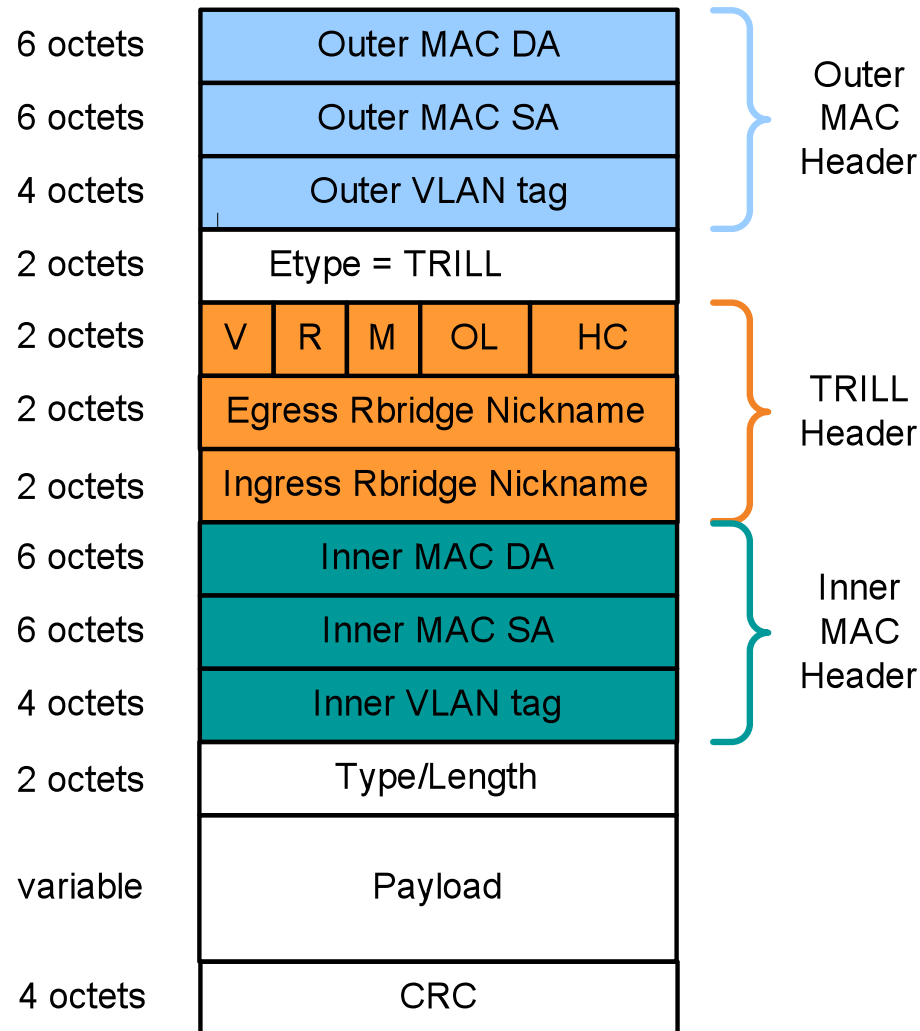 6 octets Outer MAC DA
6 octets Outer MAC SA
4 octets Outer VLAN tag
Outer
MAC
Header
2 octets Etype = TRILL
2 octets V R M OL HC
2 octets Egress Rbridge Nickname
2 octets Ingress Rbridge Nickname
TRILL
Header
6 octets Inner MAC DA
6 octets Inner MAC SA
4 octets Inner VLAN tag
Inner
MAC
Header
2 octets Type/Length
variable Payload
4 octets CRC